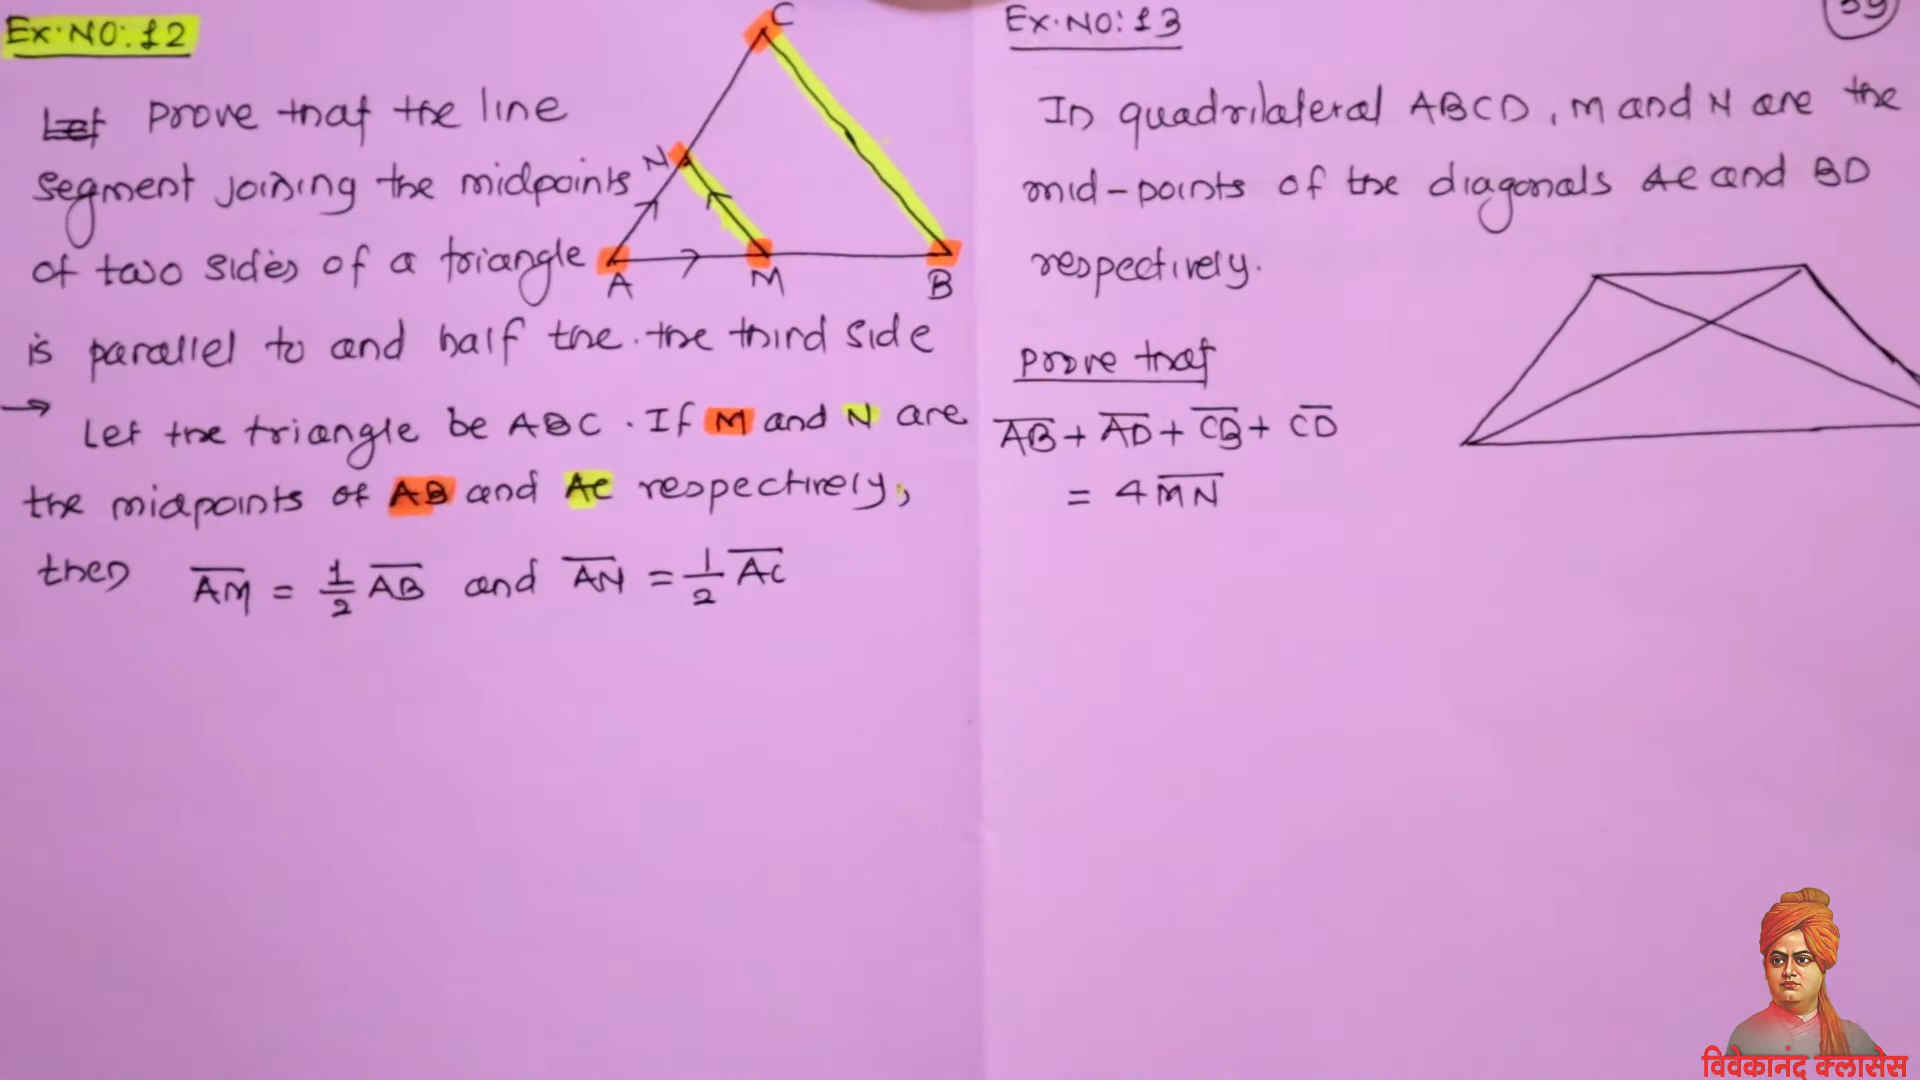 Ex.NO:12
Let prove that the line
segment joining the midpoints
of two sides of a triangle
is parallel to and half the. the third side
→ Let the triangle be ABC. If M and N are
the midpoints of AB and AC respectively,
then AM = 1/2 AB and AN = 1/2 AC
C
N
A
M
B
Ex.NO:13
39
In quadrilateral ABCD, M and N are the
mid-points of the diagonals AC and BD
respectively.
prove that
AB + AD + CB + CD
= 4 MN
विवेकानंद क्लासेस